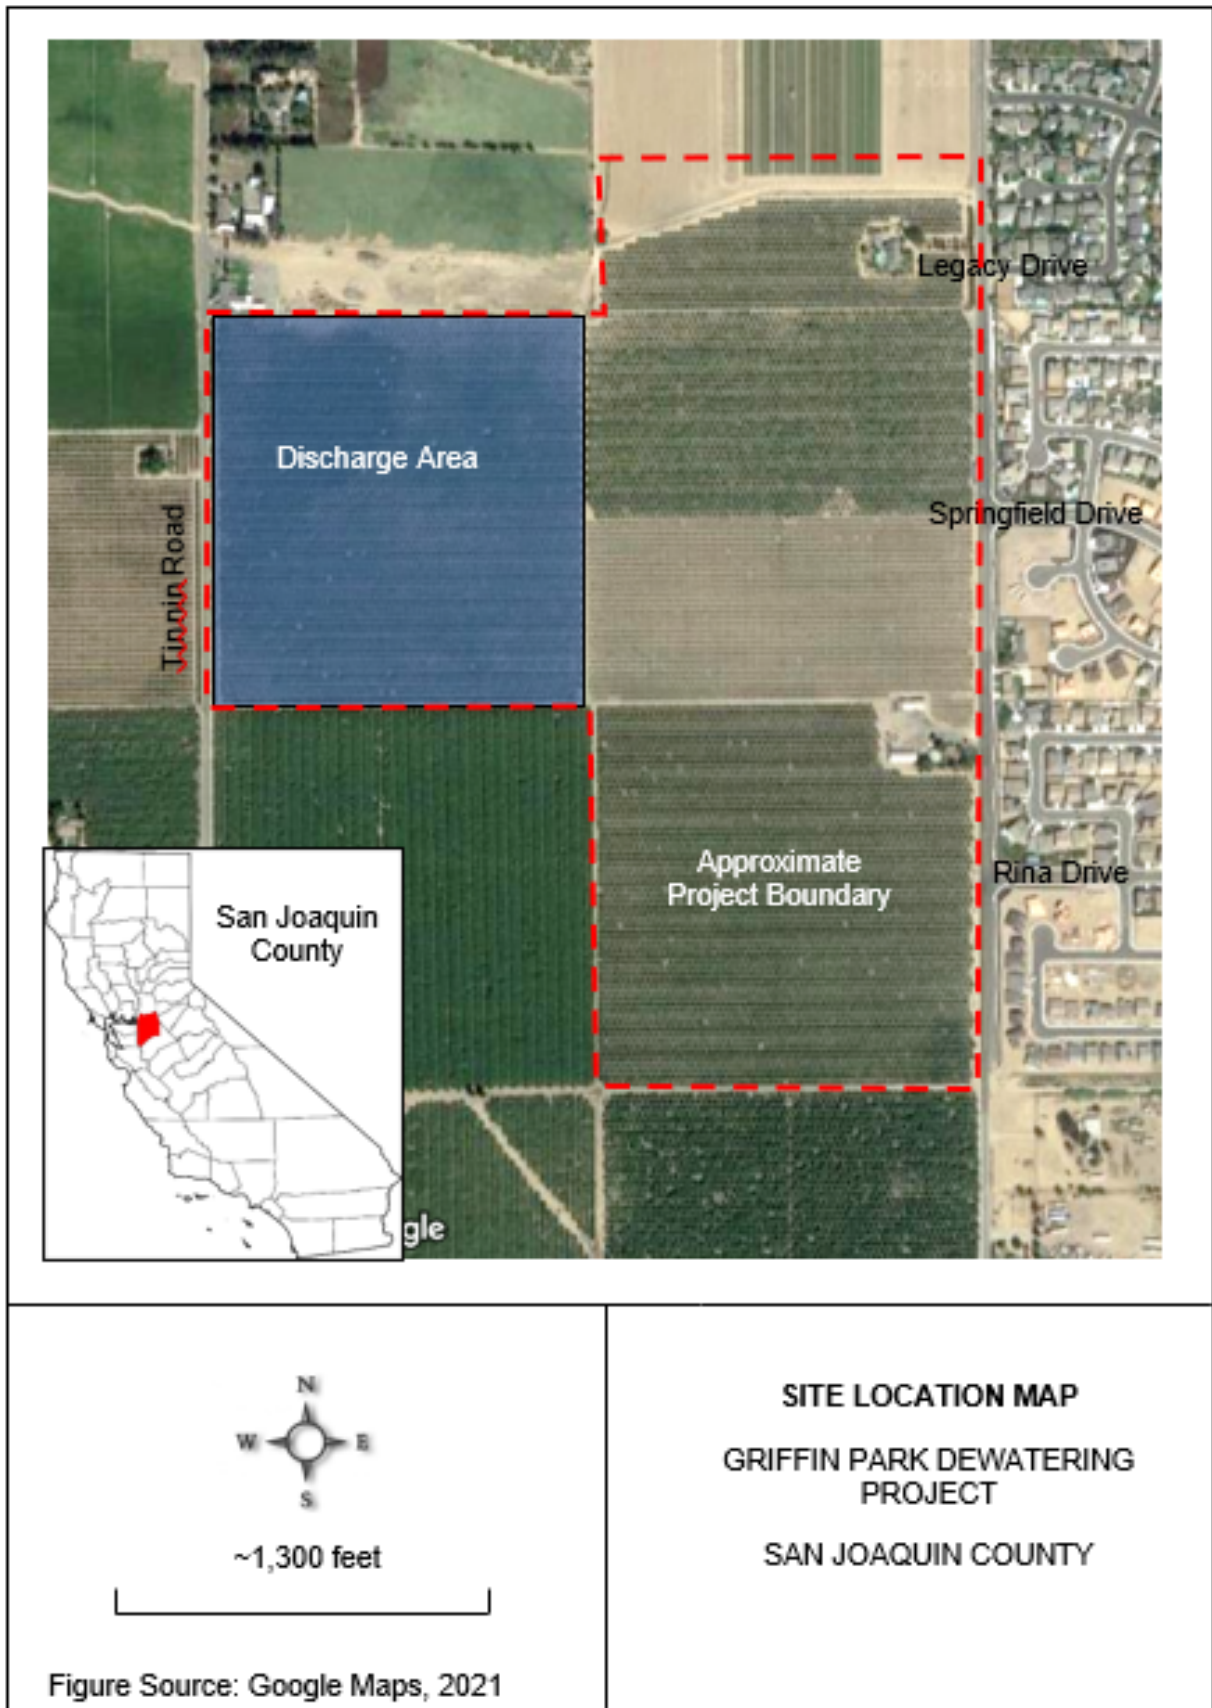 Legacy Drive
Discharge Area
Springfield Drive
Tinnin Road
Approximate
Project Boundary
Rina Drive
San Joaquin
County
gle
N
W E
S
~1,300 feet
Figure Source: Google Maps, 2021
SITE LOCATION MAP
GRIFFIN PARK DEWATERING
PROJECT
SAN JOAQUIN COUNTY